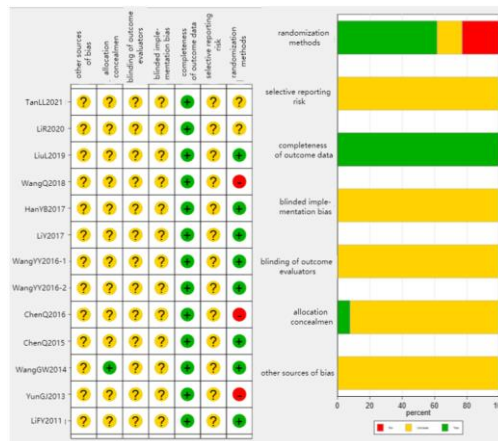 other sources
of bias
allocation
concealmen
blinding of outcome
evaluators
blinded imple-
mentation bias
completeness
of outcome data
selective reporting
risk
randomization
methods
TanLL2021
LiR2020
LiuL2019
WangQ2018
HanYB2017
LiY2017
WangYY2016-1
WangYY2016-2
ChenQ2016
ChenQ2015
WangGW2014
YunGJ2013
LiFY2011
randomization
methods
selective reporting
risk
completeness
of outcome data
blinded imple-
mentation bias
blinding of outcome
evaluators
allocation
concealmen
other sources of bias
0 20 40 60 80 100
percent